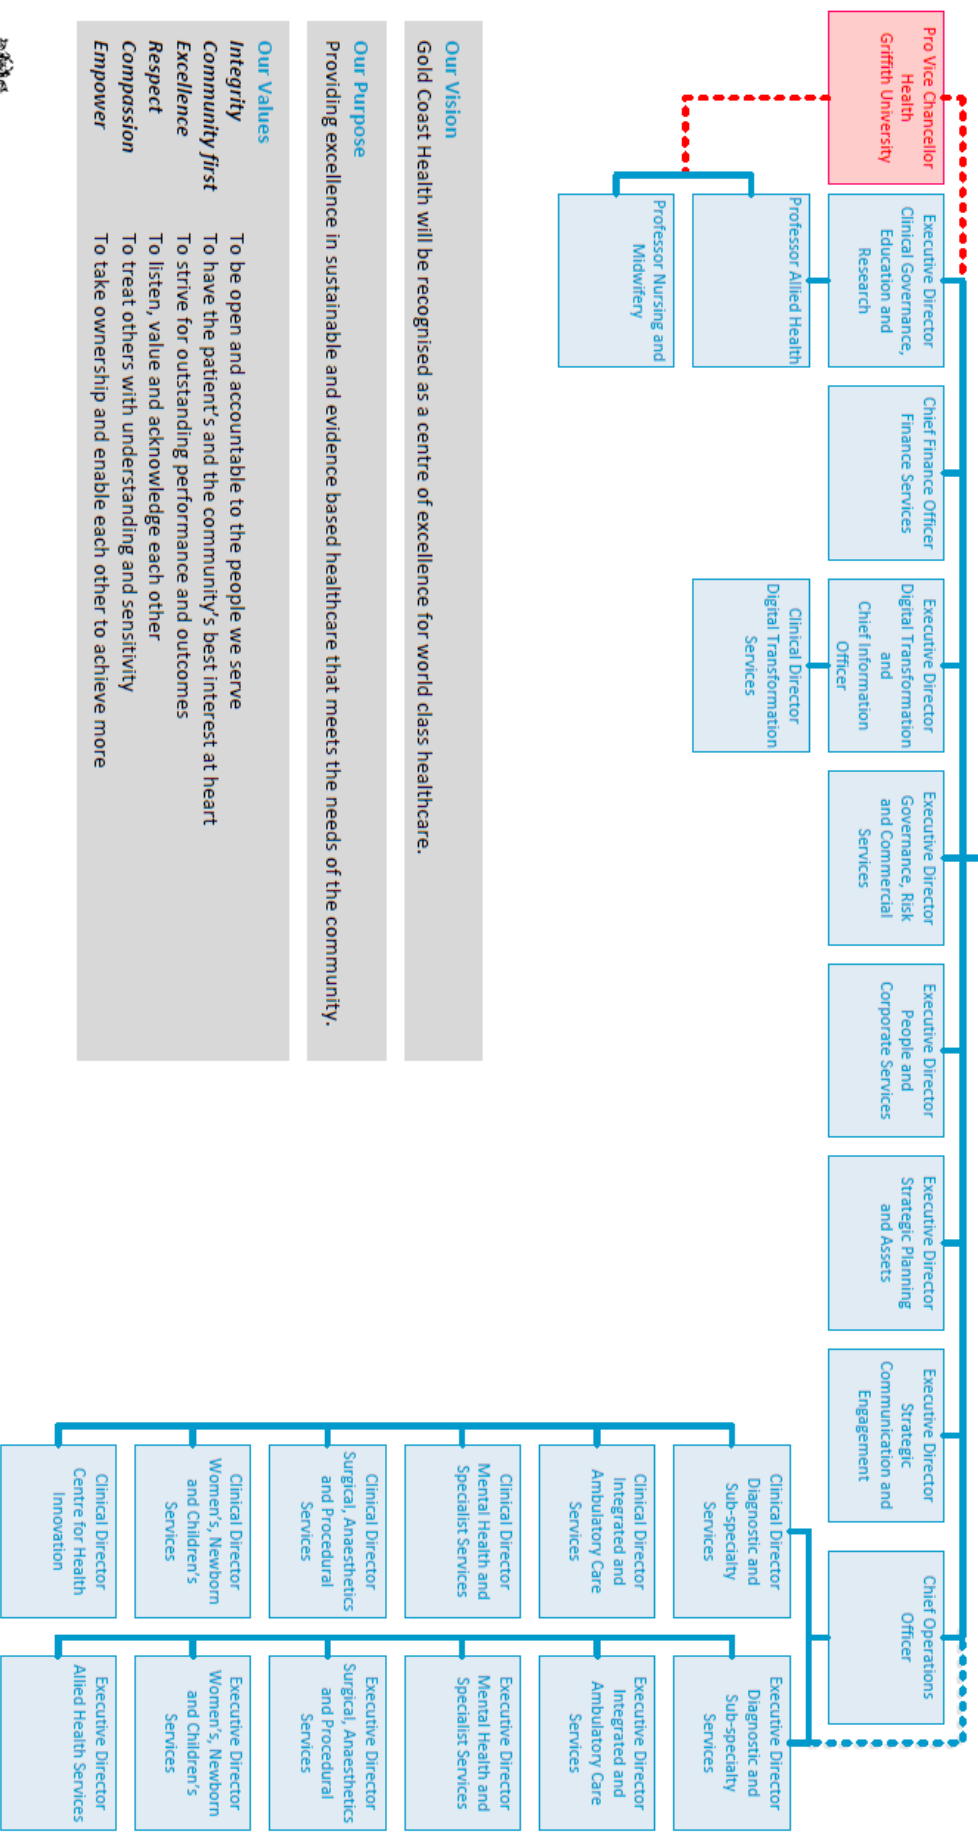 Pro Vice Chancellor
Health
Griffith University
Executive Director
Clinical Governance,
Education and
Research
Chief Finance Officer
Finance Services
Executive Director
Digital Transformation
and
Chief Information
Officer
Executive Director
Governance, Risk
and Commercial
Services
Executive Director
People and
Corporate Services
Executive Director
Strategic Planning
and Assets
Executive Director
Strategic
Communication and
Engagement
Chief Operations
Officer
Professor Allied Health
Professor Nursing and
Midwifery
Clinical Director
Digital Transformation
Services
Clinical Director
Diagnostic and
Sub-specialty
Services
Executive Director
Diagnostic and
Sub-specialty
Services
Clinical Director
Integrated and
Ambulatory Care
Services
Executive Director
Integrated and
Ambulatory Care
Services
Clinical Director
Mental Health and
Specialist Services
Executive Director
Mental Health and
Specialist Services
Clinical Director
Surgical, Anaesthetics
and Procedural
Services
Executive Director
Surgical, Anaesthetics
and Procedural
Services
Clinical Director
Women's, Newborn
and Children's
Services
Executive Director
Women's, Newborn
and Children's
Services
Clinical Director
Centre for Health
Innovation
Executive Director
Allied Health Services
Our Vision
Gold Coast Health will be recognised as a centre of excellence for world class healthcare.
Our Purpose
Providing excellence in sustainable and evidence based healthcare that meets the needs of the community.
Our Values
Integrity To be open and accountable to the people we serve
Community first To have the patient's and the community's best interest at heart
Excellence To strive for outstanding performance and outcomes
Respect To listen, value and acknowledge each other
Compassion To treat others with understanding and sensitivity
Empower To take ownership and enable each other to achieve more